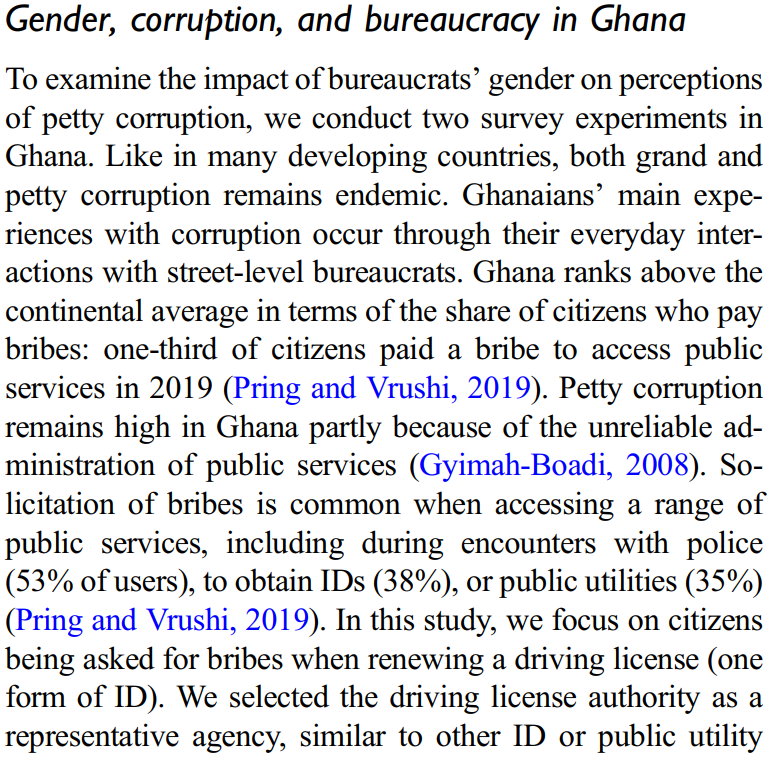 Gender, corruption, and bureaucracy in Ghana
To examine the impact of bureaucrats’ gender on perceptions
of petty corruption, we conduct two survey experiments in
Ghana. Like in many developing countries, both grand and
petty corruption remains endemic. Ghanaians’ main expe-
riences with corruption occur through their everyday inter-
actions with street-level bureaucrats. Ghana ranks above the
continental average in terms of the share of citizens who pay
bribes: one-third of citizens paid a bribe to access public
services in 2019 (Pring and Vrushi, 2019). Petty corruption
remains high in Ghana partly because of the unreliable ad-
ministration of public services (Gyimah-Boadi, 2008). So-
licitation of bribes is common when accessing a range of
public services, including during encounters with police
(53% of users), to obtain IDs (38%), or public utilities (35%)
(Pring and Vrushi, 2019). In this study, we focus on citizens
being asked for bribes when renewing a driving license (one
form of ID). We selected the driving license authority as a
representative agency, similar to other ID or public utility